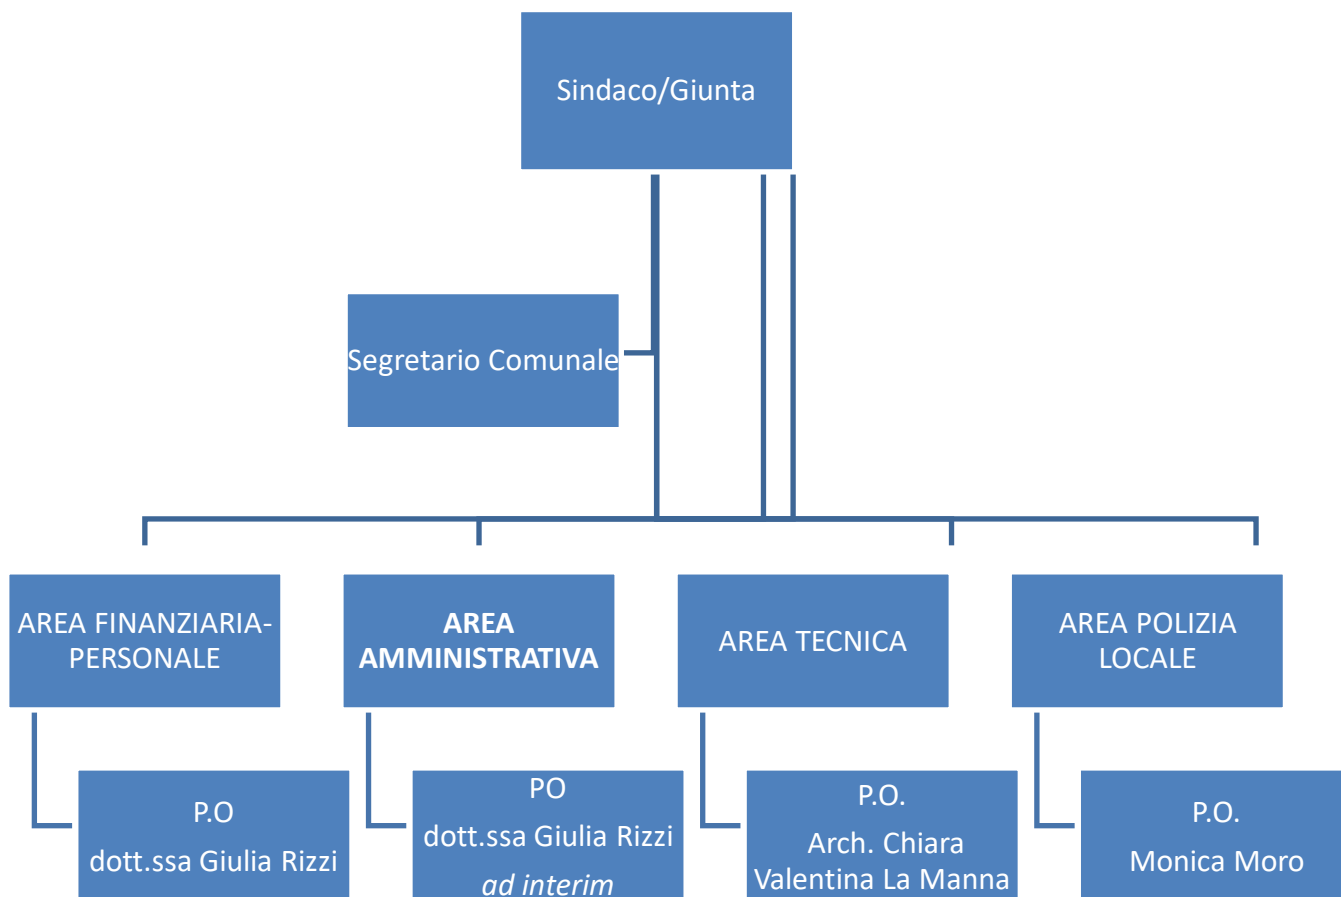 Sindaco/Giunta
Segretario Comunale
AREA FINANZIARIA-
PERSONALE
AREA
AMMINISTRATIVA
AREA TECNICA
AREA POLIZIA
LOCALE
P.O
dott.ssa Giulia Rizzi
PO
dott.ssa Giulia Rizzi
ad interim
P.O.
Arch. Chiara
Valentina La Manna
P.O.
Monica Moro